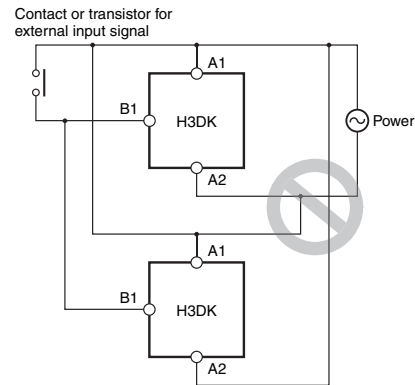 Contact or transistor for
external input signal
A1
B1
H3DK
Power
A2
A1
B1
H3DK
A2